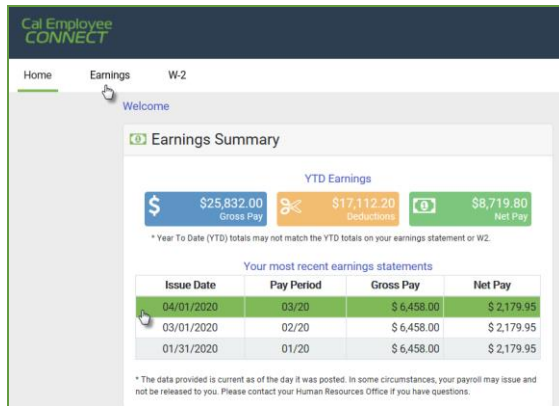 Cal Employee
CONNECT
Home Earnings W-2
Welcome
Earnings Summary
YTD Earnings
$25,832.00
Gross Pay
$17,112.20
Deductions
$8,719.80
Net Pay
* Year To Date (YTD) totals may not match the YTD totals on your earnings statement or W2.
Your most recent earnings statements
Issue Date Pay Period Gross Pay Net Pay
04/01/2020 03/20 $ 6,458.00 $ 2,179.95
03/01/2020 02/20 $ 6,458.00 $ 2,179.95
01/31/2020 01/20 $ 6,458.00 $ 2,179.95
* The data provided is current as of the day it was posted. In some circumstances, your payroll may issue and
not be released to you. Please contact your Human Resources Office if you have questions.